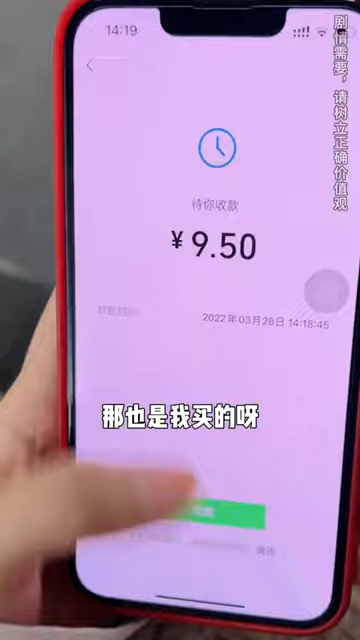 14:19
剧情需要，请树立正确价值观
待你收款
¥9.50
2022年03月28日 14:18:45
那也是我买的呀